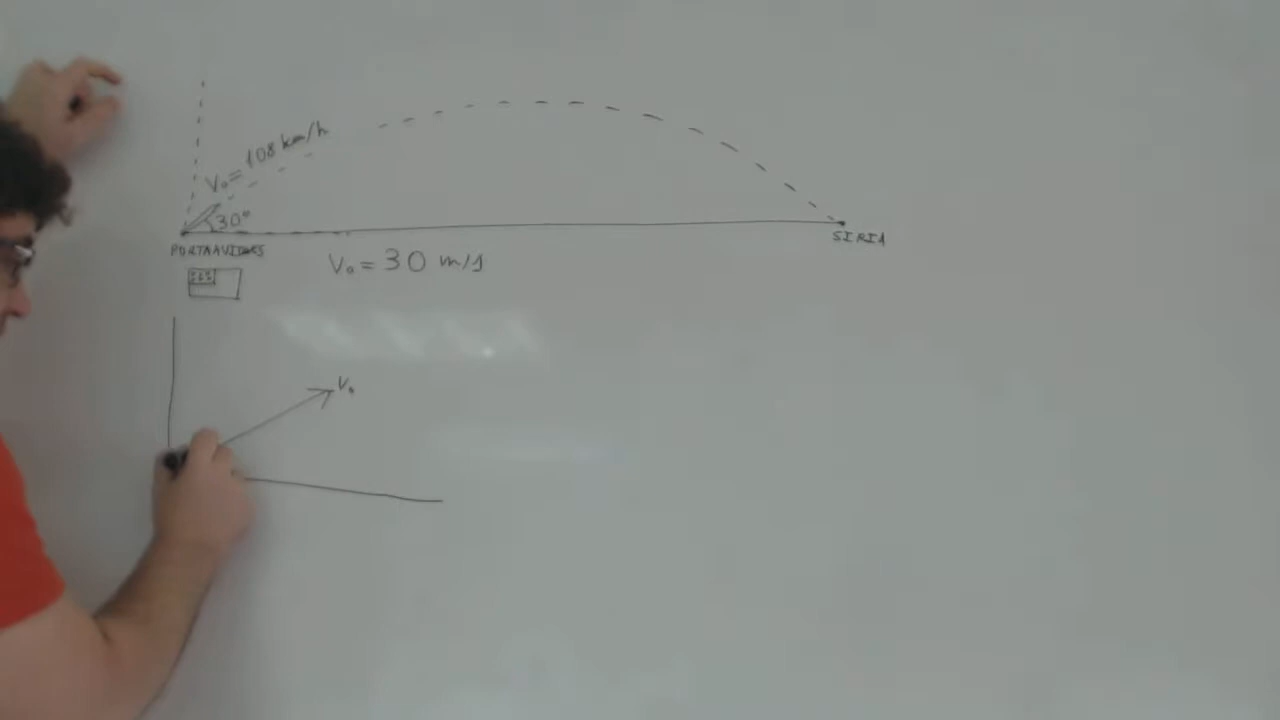 V₀ = 108 km/h
30°
PORTAAVIONES
SIRIA
V₀ = 30 m/s
V₀